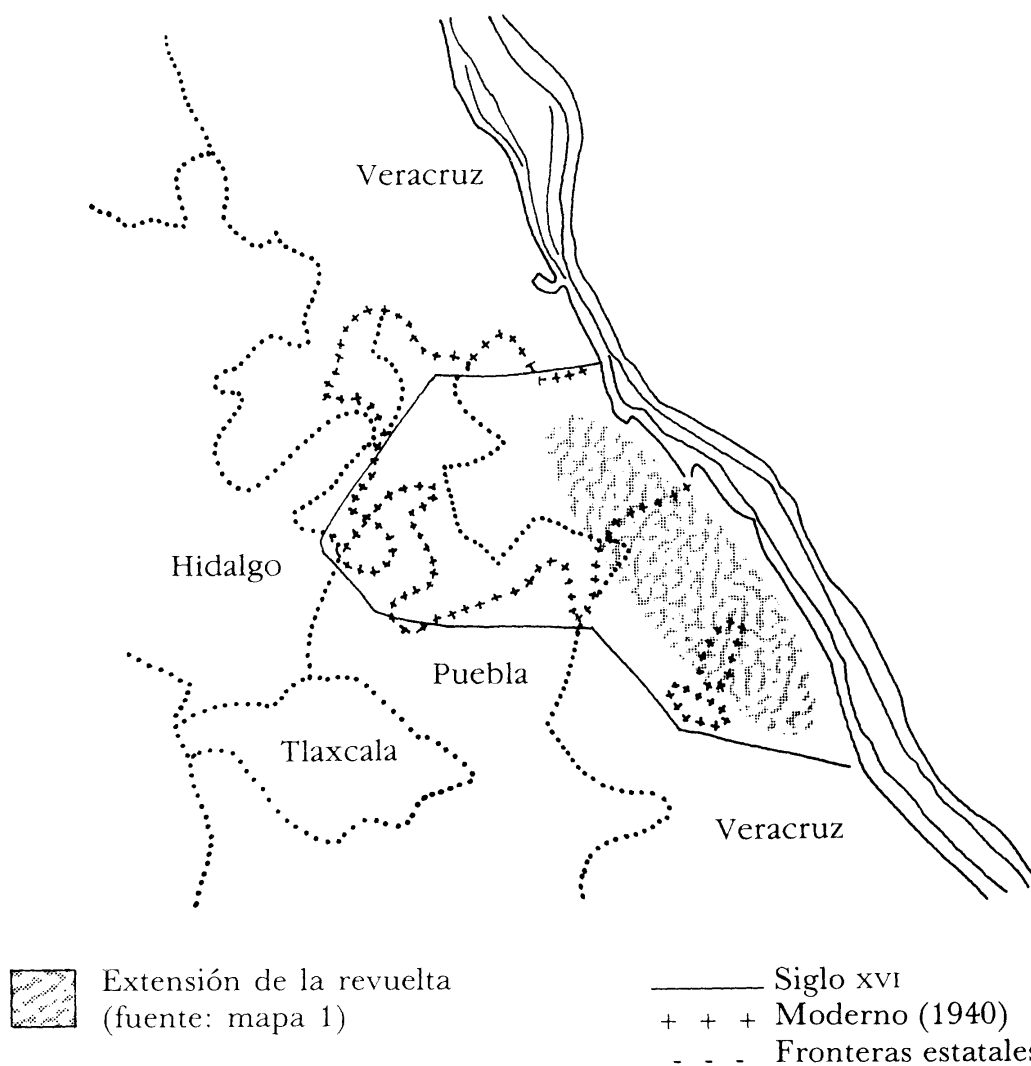 Veracruz
Hidalgo
Puebla
Tlaxcala
Veracruz
Extensión de la revuelta
(fuente: mapa 1)
Siglo XVI
+ + + Moderno (1940)
- - - Fronteras estatales